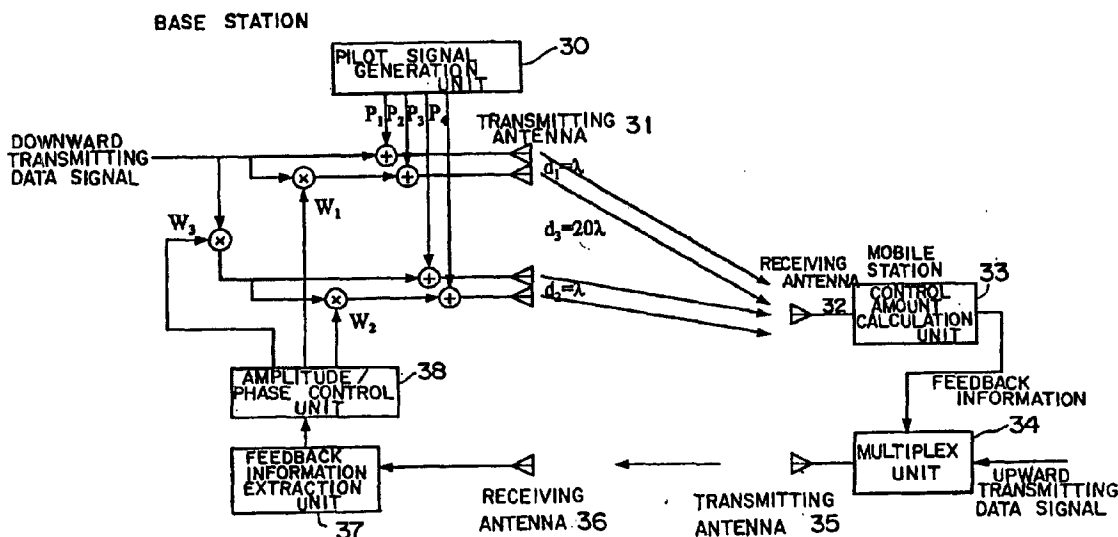 BASE STATION
30
PILOT SIGNAL
GENERATION
UNIT
P₁ P₂ P₃ P₄
TRANSMITTING 31
ANTENNA
DOWNWARD
TRANSMITTING
DATA SIGNAL
d₁=λ
W₁
W₃
d₃=20λ
d₂=λ
W₂
RECEIVING
ANTENNA
32
MOBILE
STATION
33
CONTROL
AMOUNT
CALCULATION
UNIT
AMPLITUDE/
PHASE CONTROL
UNIT
38
FEEDBACK
INFORMATION
34
MULTIPLEX
UNIT
FEEDBACK
INFORMATION
EXTRACTION
UNIT
37
RECEIVING
ANTENNA 36
TRANSMITTING
ANTENNA 35
UPWARD
TRANSMITTING
DATA SIGNAL